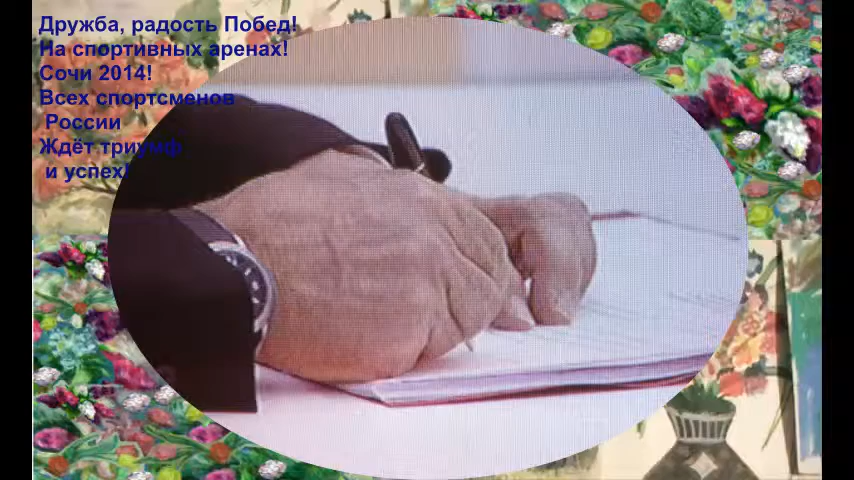 Дружба, радость Побед!
На спортивных аренах!
Сочи 2014!
Всех спортсменов
России
Ждёт триумф
и успех!